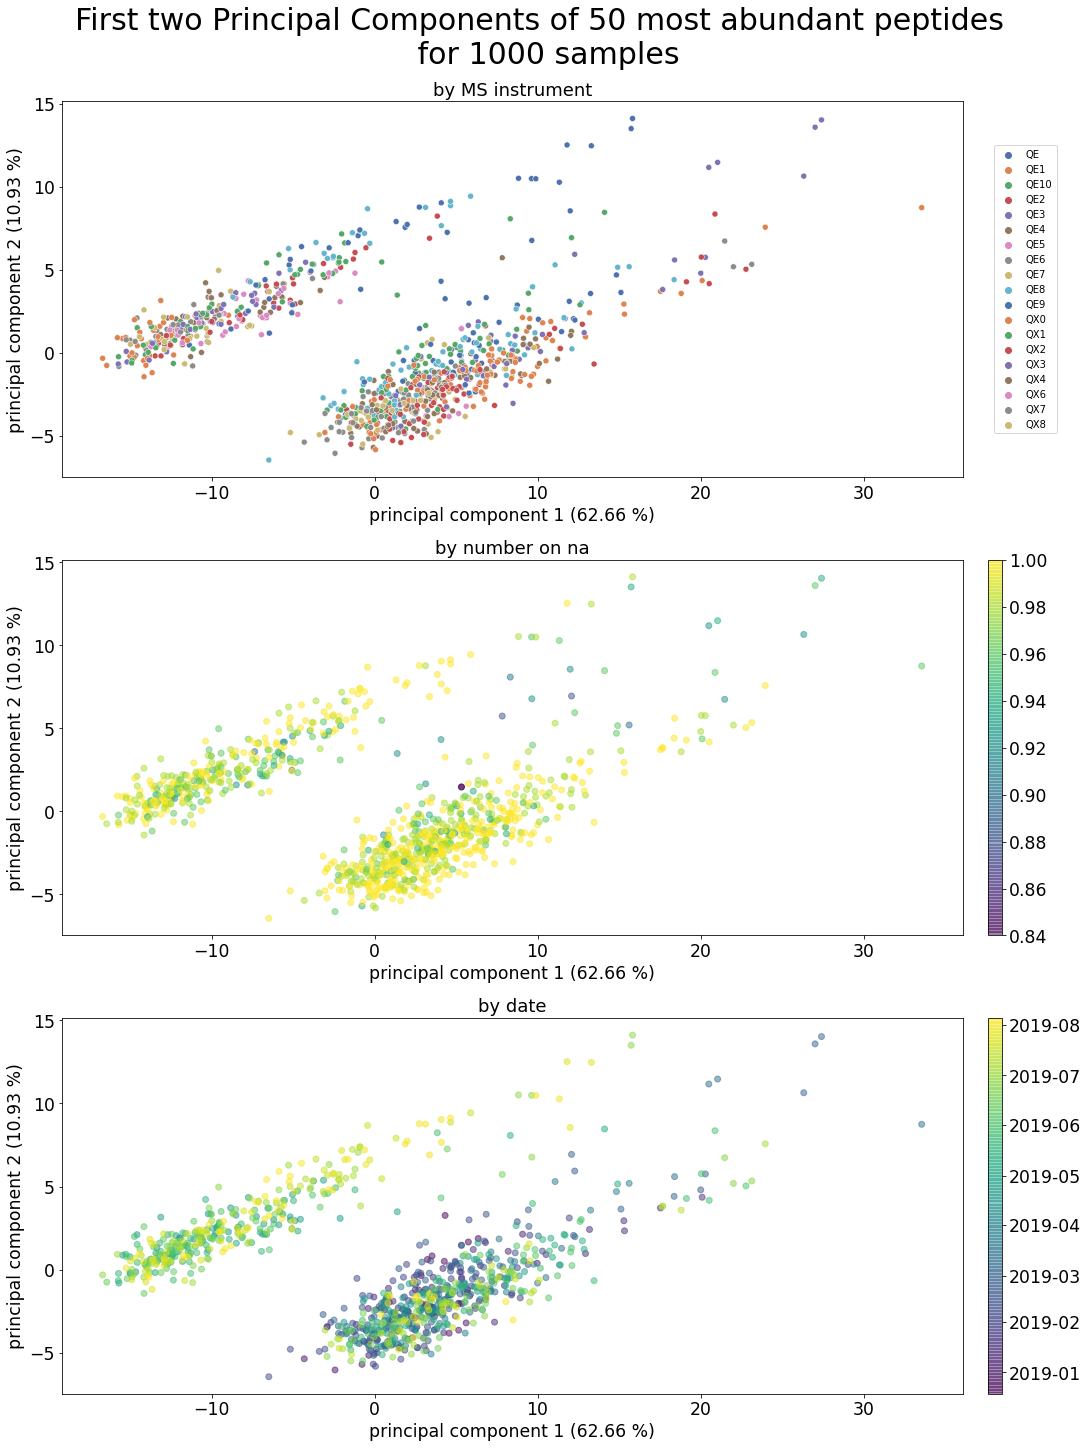 First two Principal Components of 50 most abundant peptides
for 1000 samples
by MS instrument
15
10
5
0
−5
principal component 2 (10.93 %)
−10
0
10
20
30
principal component 1 (62.66 %)
QE
QE1
QE10
QE2
QE3
QE4
QE5
QE6
QE7
QE8
QE9
QX0
QX1
QX2
QX3
QX4
QX6
QX7
QX8
by number on na
15
10
5
0
−5
principal component 2 (10.93 %)
−10
0
10
20
30
principal component 1 (62.66 %)
1.00
0.98
0.96
0.94
0.92
0.90
0.88
0.86
0.84
by date
15
10
5
0
−5
principal component 2 (10.93 %)
−10
0
10
20
30
principal component 1 (62.66 %)
2019-08
2019-07
2019-06
2019-05
2019-04
2019-03
2019-02
2019-01